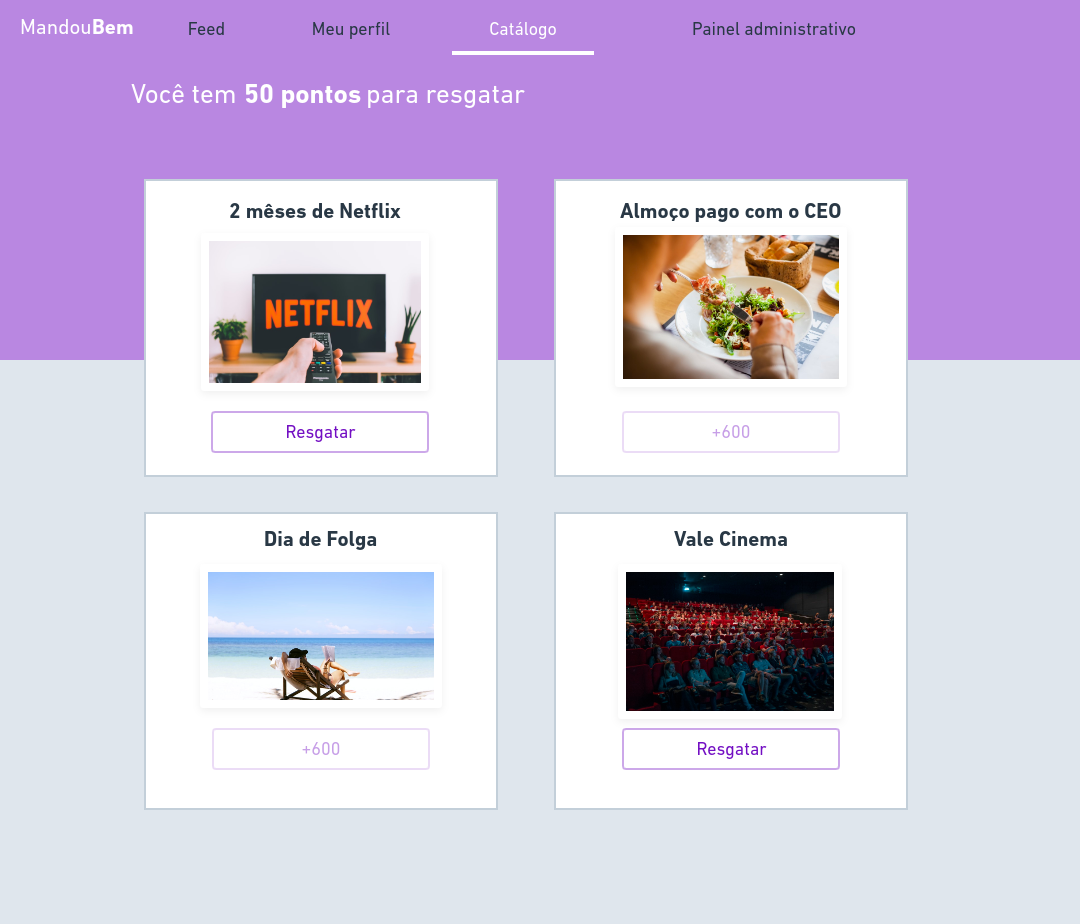 MandouBem Feed Meu perfil Catálogo Painel administrativo
Você tem 50 pontos para resgatar
2 mêses de Netflix
NETFLIX
Resgatar
Almoço pago com o CEO
+600
Dia de Folga
+600
Vale Cinema
Resgatar